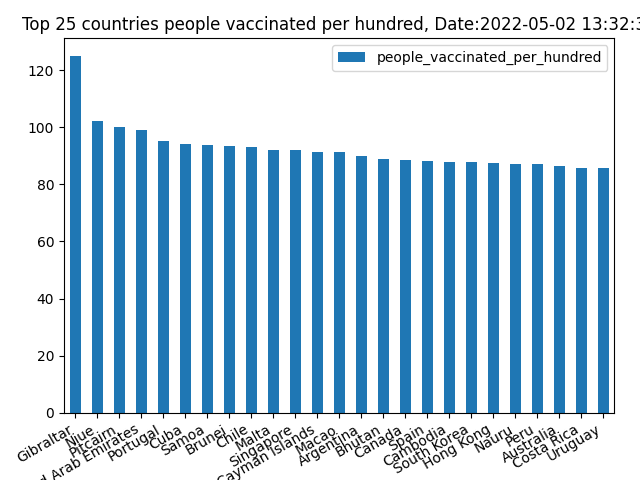 Top 25 countries people vaccinated per hundred, Date:2022-05-02 13:32:3
people_vaccinated_per_hundred
120
100
80
60
40
20
0
Gibraltar
Niue
Pitcairn
d Arab Emirates
Portugal
Cuba
Samoa
Brunei
Chile
Malta
Singapore
Cayman Islands
Macao
Argentina
Bhutan
Canada
Spain
Cambodia
South Korea
Hong Kong
Nauru
Peru
Australia
Costa Rica
Uruguay